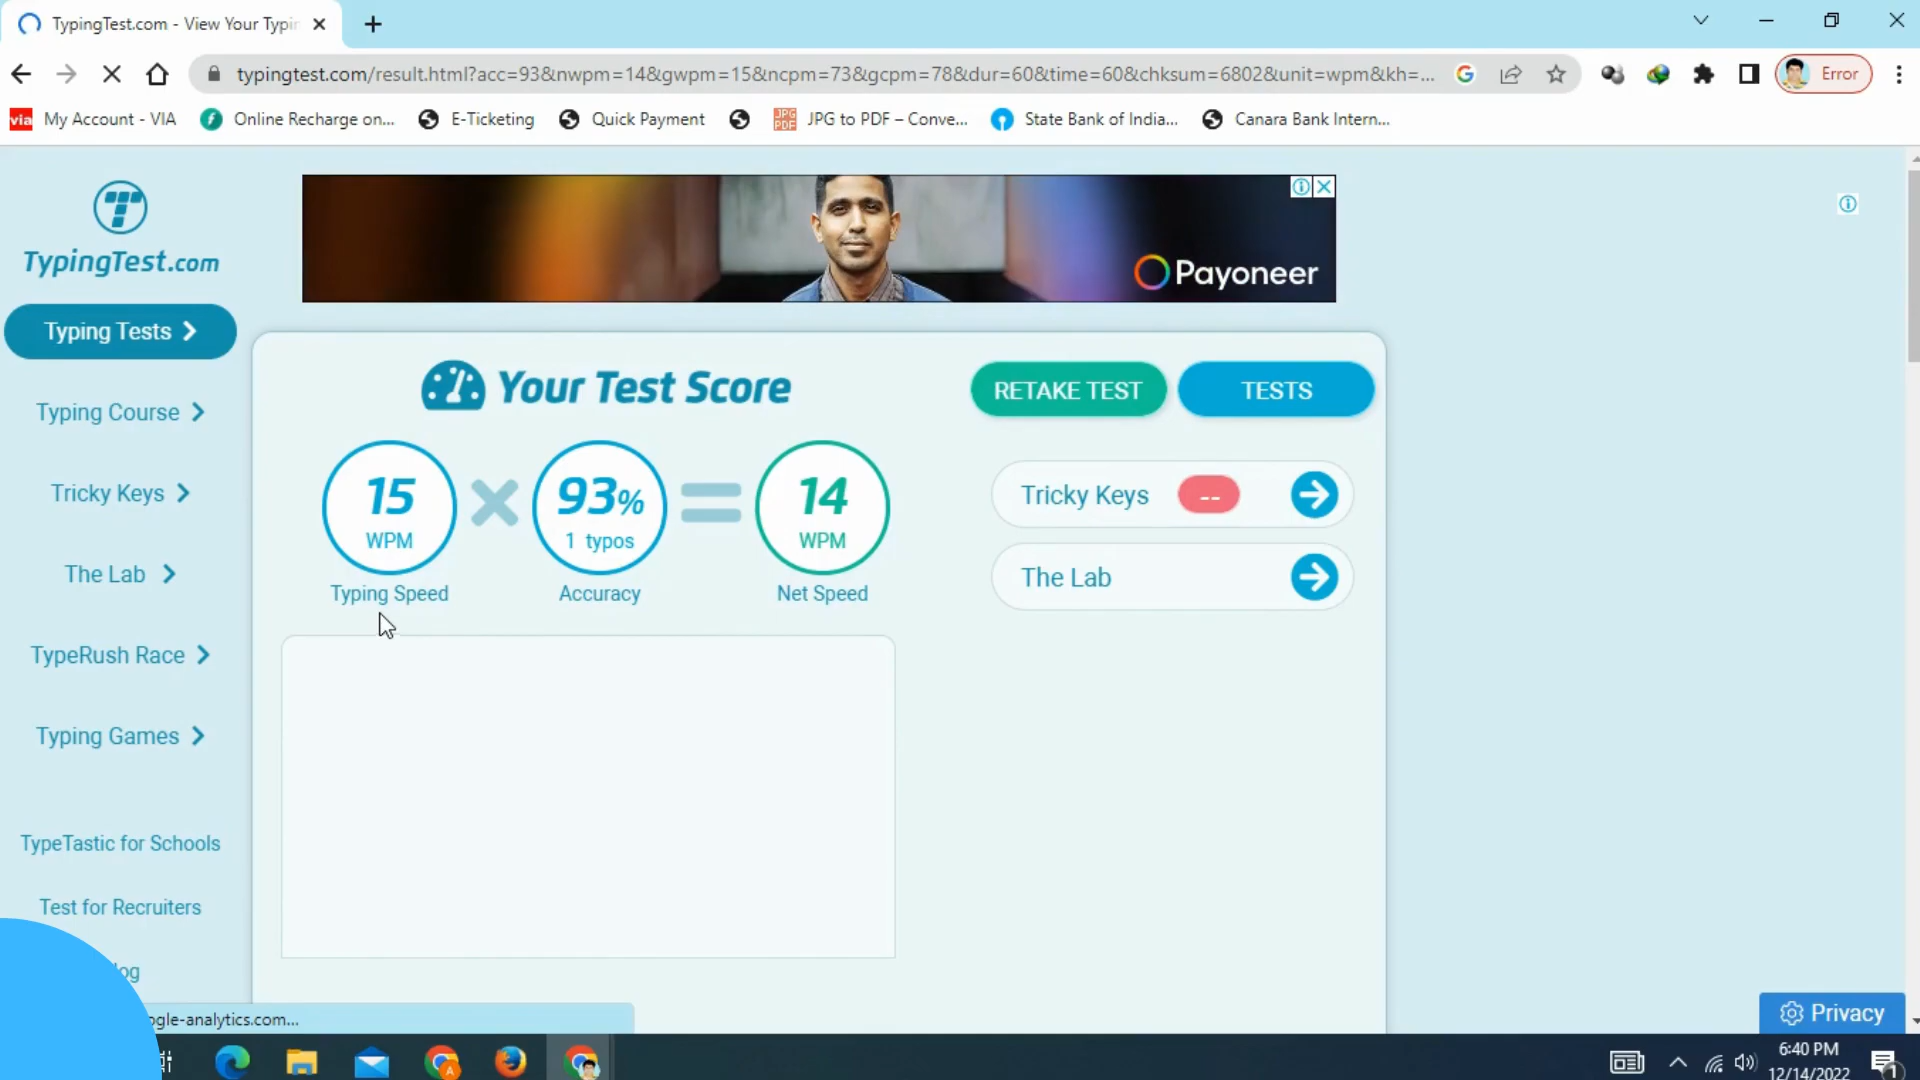 TypingTest.com - View Your Typin
typingtest.com/result.html?acc=93&nwpm=14&gwpm=15&ncpm=73&gcpm=78&dur=60&time=60&chksum=6802&unit=wpm&kh=...
Error
via My Account - VIA
Online Recharge on...
E-Ticketing
Quick Payment
JPG to PDF – Conve...
State Bank of India...
Canara Bank Intern...
TypingTest.com
Payoneer
Typing Tests
Typing Course
Tricky Keys
The Lab
TypeRush Race
Typing Games
TypeTastic for Schools
Test for Recruiters
Your Test Score
RETAKE TEST
TESTS
15
WPM
Typing Speed
93%
1 typos
Accuracy
14
WPM
Net Speed
Tricky Keys --
The Lab
ogle-analytics.com...
Privacy
6:40 PM
12/14/2022
1